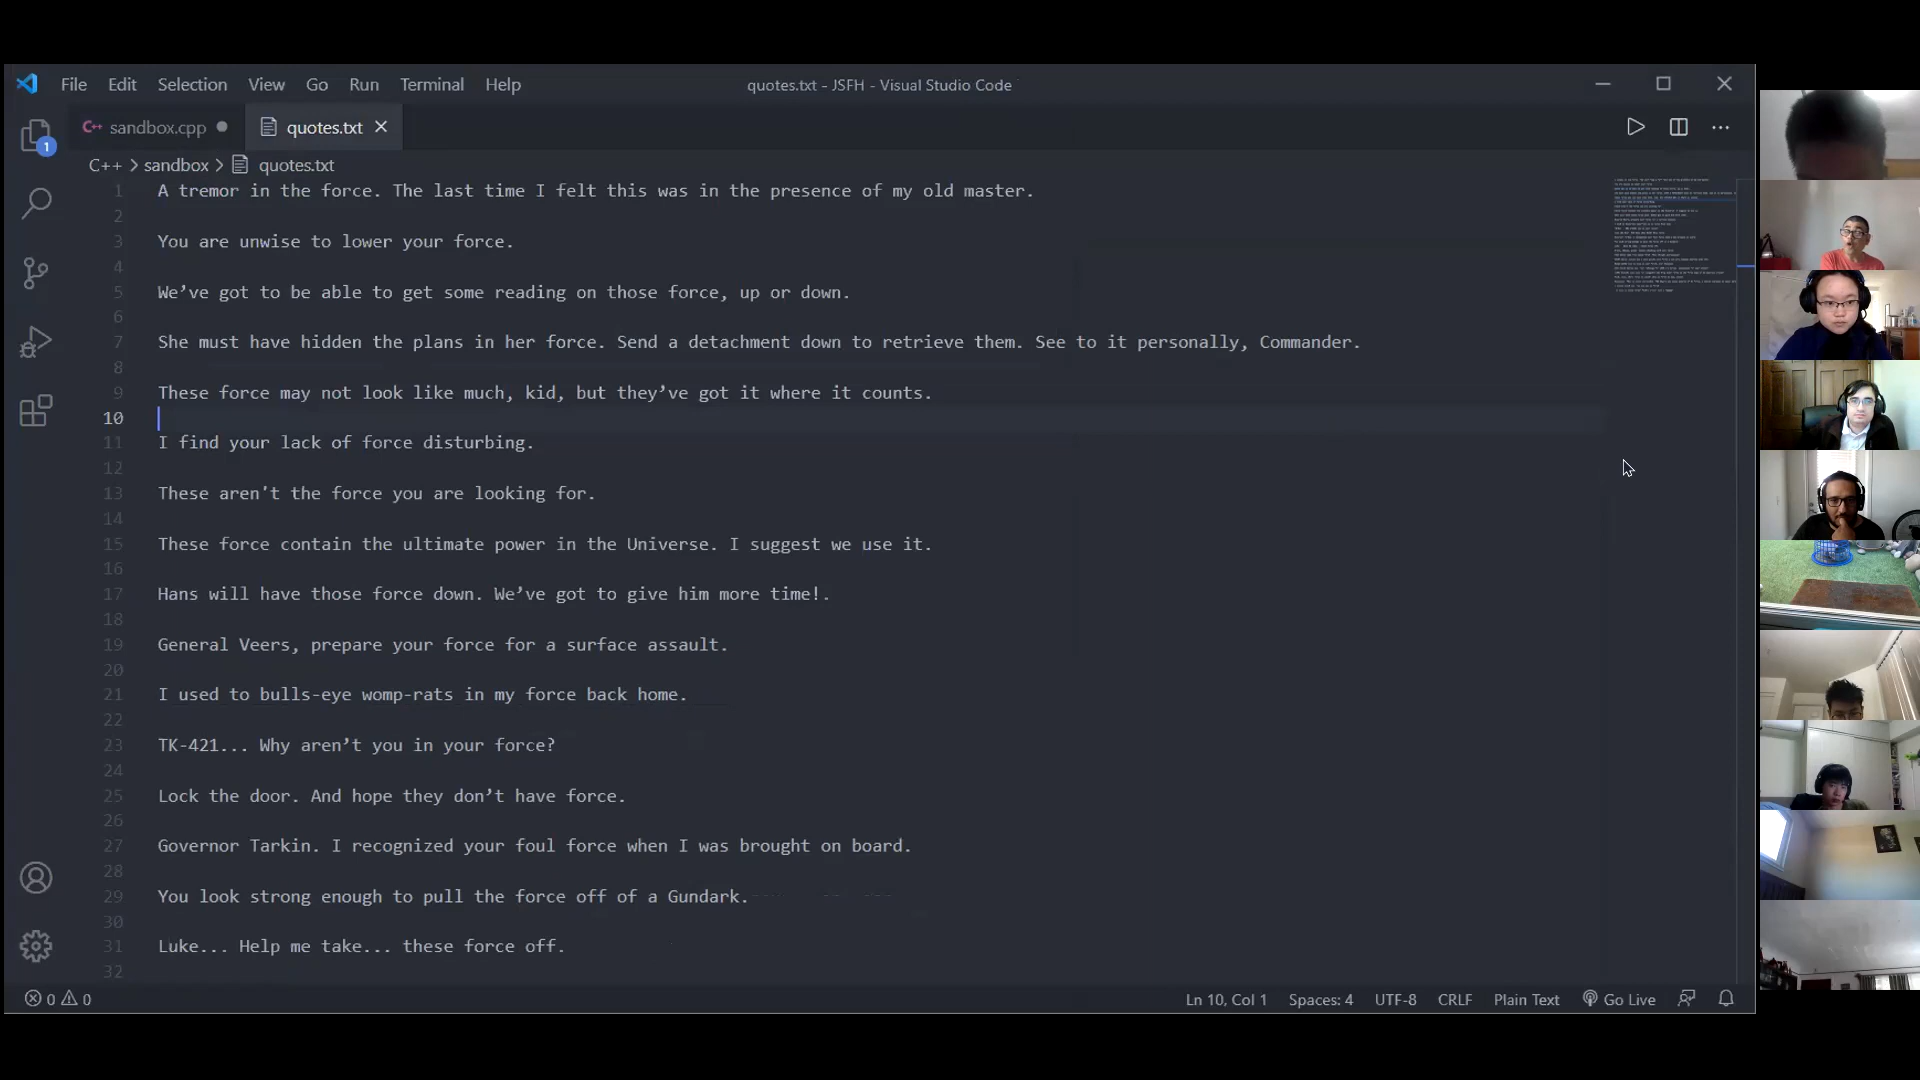 File Edit Selection View Go Run Terminal Help quotes.txt - JSFH - Visual Studio Code
C++ sandbox.cpp quotes.txt
1
C++ > sandbox > quotes.txt
1 A tremor in the force. The last time I felt this was in the presence of my old master.
2
3 You are unwise to lower your force.
4
5 We’ve got to be able to get some reading on those force, up or down.
6
7 She must have hidden the plans in her force. Send a detachment down to retrieve them. See to it personally, Commander.
8
9 These force may not look like much, kid, but they’ve got it where it counts.
10
11 I find your lack of force disturbing.
12
13 These aren't the force you are looking for.
14
15 These force contain the ultimate power in the Universe. I suggest we use it.
16
17 Hans will have those force down. We’ve got to give him more time!.
18
19 General Veers, prepare your force for a surface assault.
20
21 I used to bulls-eye womp-rats in my force back home.
22
23 TK-421... Why aren’t you in your force?
24
25 Lock the door. And hope they don’t have force.
26
27 Governor Tarkin. I recognized your foul force when I was brought on board.
28
29 You look strong enough to pull the force off of a Gundark.
30
31 Luke... Help me take... these force off.
32
0 0 Ln 10, Col 1 Spaces: 4 UTF-8 CRLF Plain Text Go Live